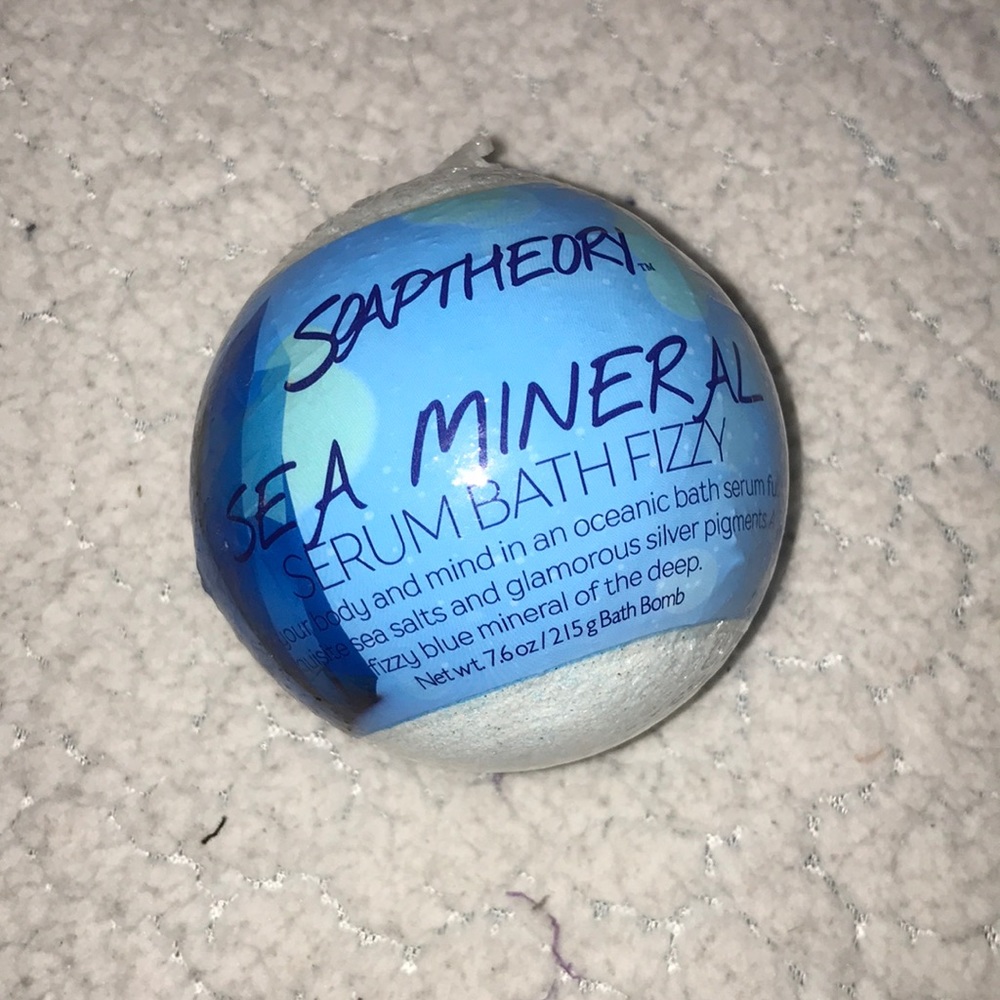 SOAPTHEORY™
SEA MINERAL
SERUM BATH FIZZY
your body and mind in an oceanic bath serum
sea salts and glamorous silver pigments
fizzy blue mineral of the deep.
Net wt. 7.6 oz / 215 g Bath Bomb